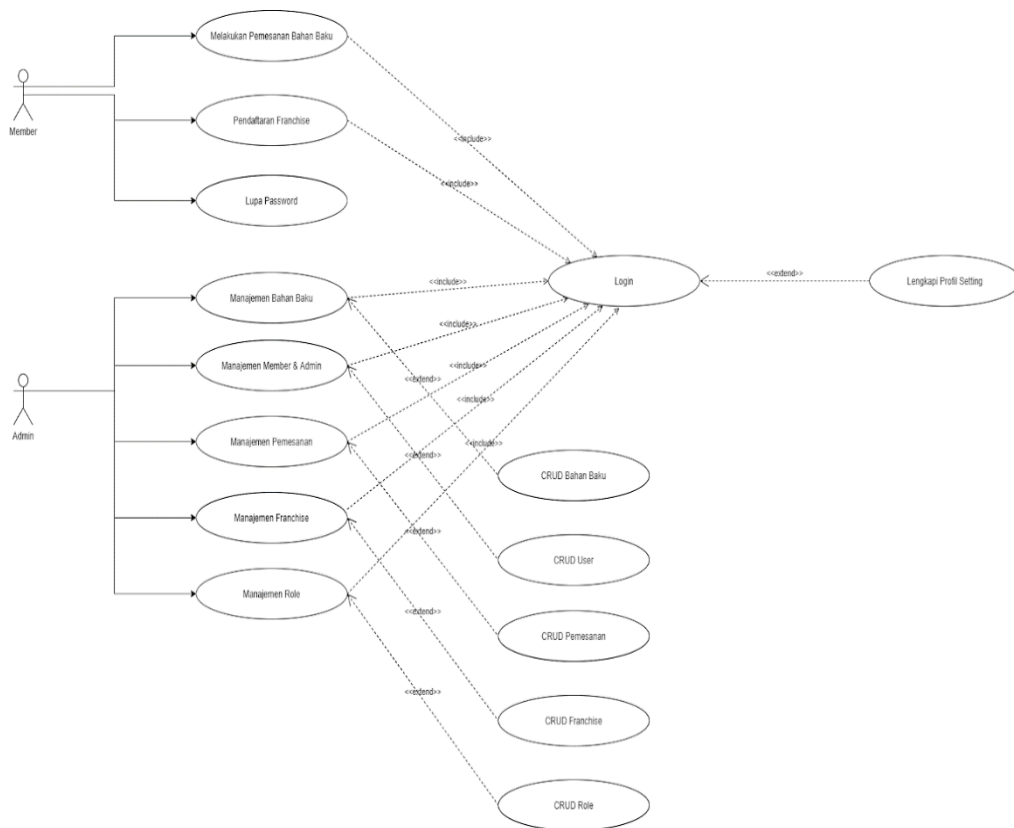 Melakukan Pemesanan Bahan Baku
Member
Pendaftaran Franchise
<<include>>
<<include>>
Lupa Password
Login
<<extend>>
Lengkapi Profil Setting
Manajemen Bahan Baku
<<include>>
<<include>>
Manajemen Member & Admin
<<include>>
<<extend>>
<<include>>
Admin
Manajemen Pemesanan
<<include>>
<<extend>>
CRUD Bahan Baku
Manajemen Franchise
<<extend>>
CRUD User
Manajemen Role
<<extend>>
CRUD Pemesanan
<<extend>>
CRUD Franchise
CRUD Role